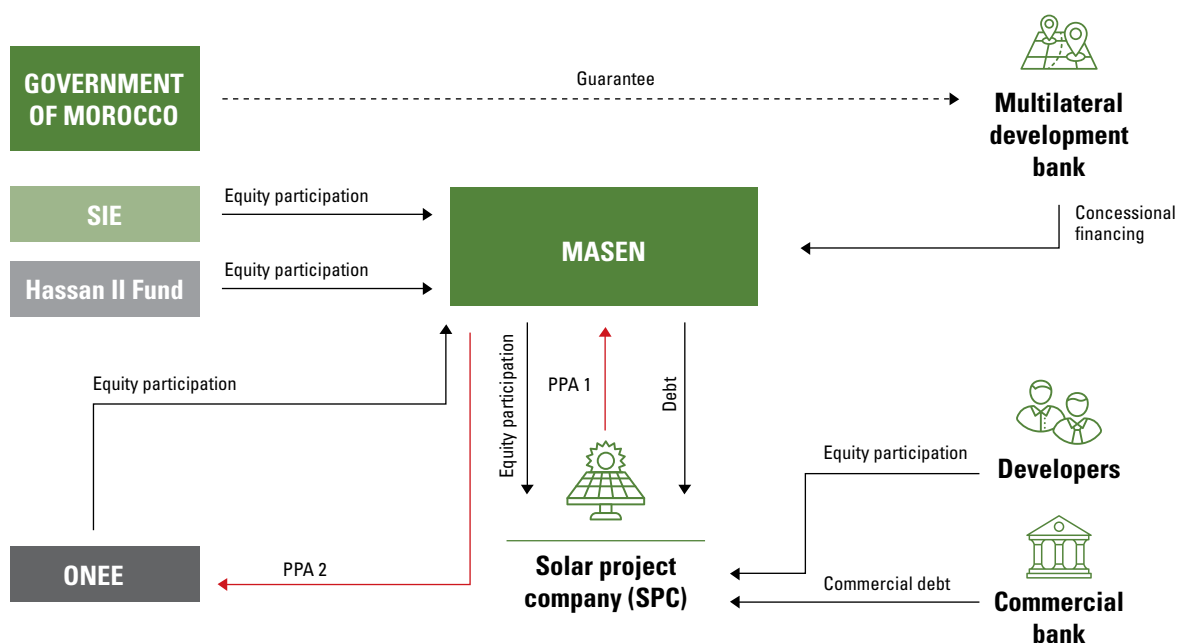 GOVERNMENT
OF MOROCCO
Guarantee
Multilateral
development
bank
SIE
Equity participation
Hassan II Fund
Equity participation
MASEN
Concessional
financing
Equity participation
Equity participation
PPA 1
Debt
Equity participation
Developers
ONEE
PPA 2
Solar project
company (SPC)
Commercial debt
Commercial
bank